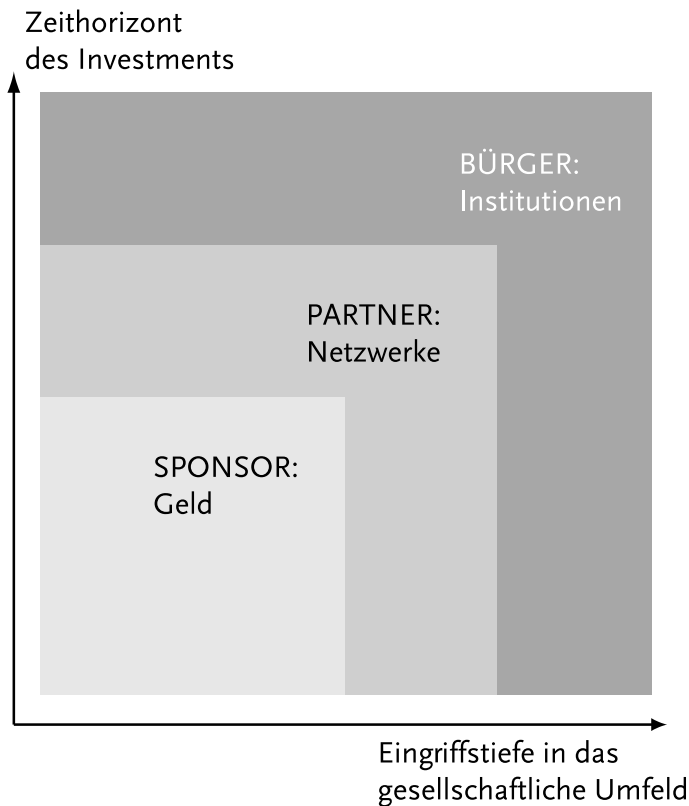 Zeithorizont
des Investments
BÜRGER:
Institutionen
PARTNER:
Netzwerke
SPONSOR:
Geld
Eingriffstiefe in das
gesellschaftliche Umfeld